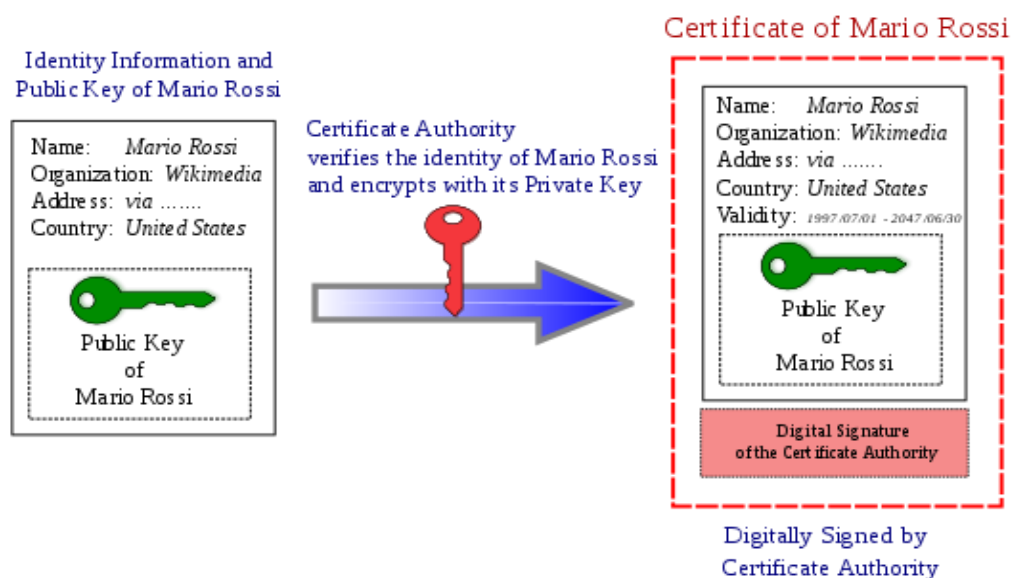 Identity Information and
Public Key of Mario Rossi
Name: Mario Rossi
Organization: Wikimedia
Address: via .......
Country: United States
Public Key
of
Mario Rossi
Certificate Authority
verifies the identity of Mario Rossi
and encrypts with its Private Key
Certificate of Mario Rossi
Name: Mario Rossi
Organization: Wikimedia
Address: via .......
Country: United States
Validity: 1997/07/01 - 2047/06/30
Public Key
of
Mario Rossi
Digital Signature
of the Certificate Authority
Digitally Signed by
Certificate Authority